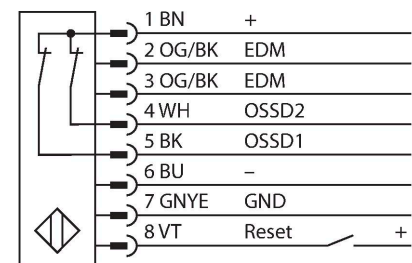 1 BN +
2 OG/BK EDM
3 OG/BK EDM
4 WH OSSD2
5 BK OSSD1
6 BU –
7 GNYE GND
8 VT Reset +